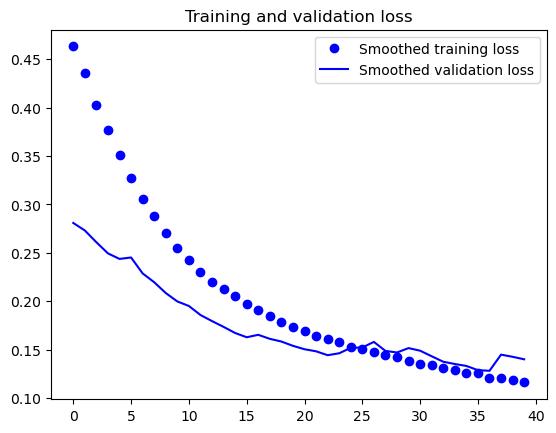 Training and validation loss
Smoothed training loss
Smoothed validation loss
0.45
0.40
0.35
0.30
0.25
0.20
0.15
0.10
0 5 10 15 20 25 30 35 40